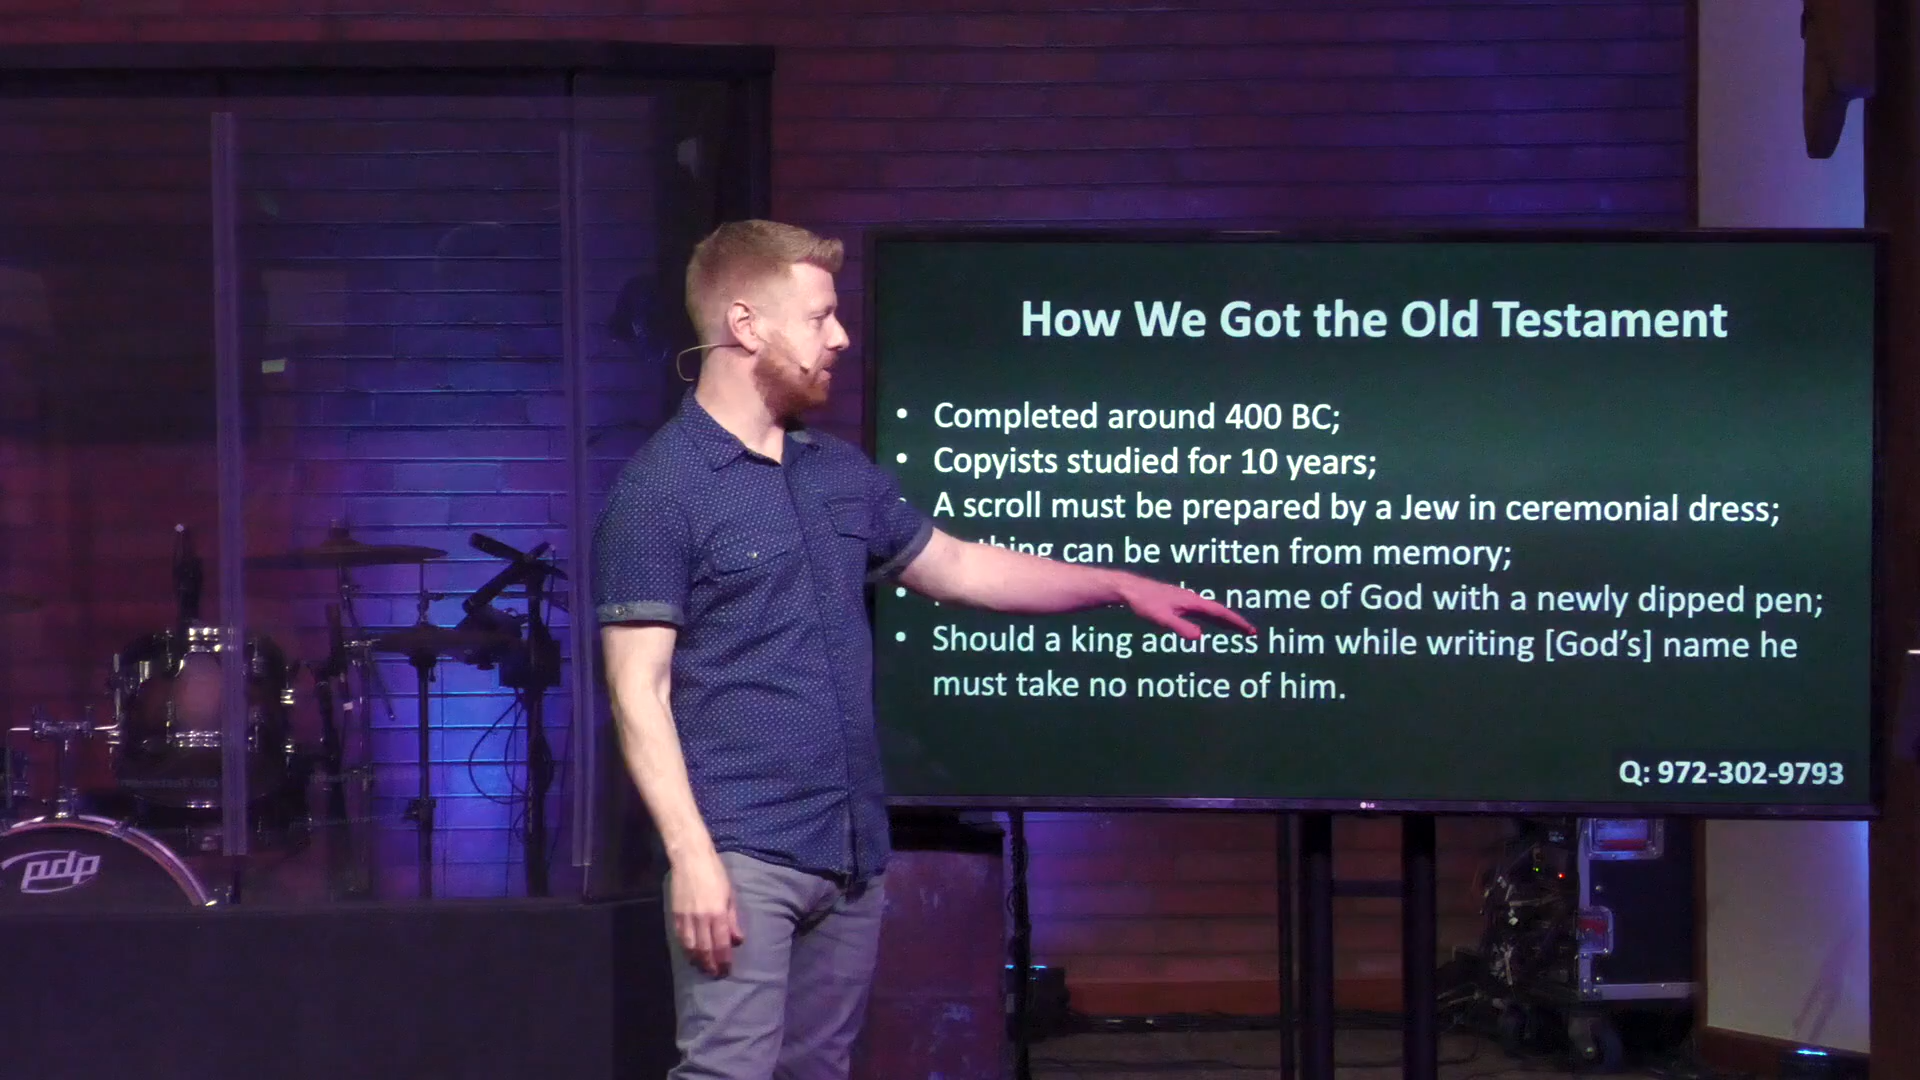 How We Got the Old Testament
• Completed around 400 BC;
• Copyists studied for 10 years;
A scroll must be prepared by a Jew in ceremonial dress;
can be written from memory;
• name of God with a newly dipped pen;
• Should a king address him while writing [God's] name he
must take no notice of him.
Q: 972-302-9793
LG
pdp